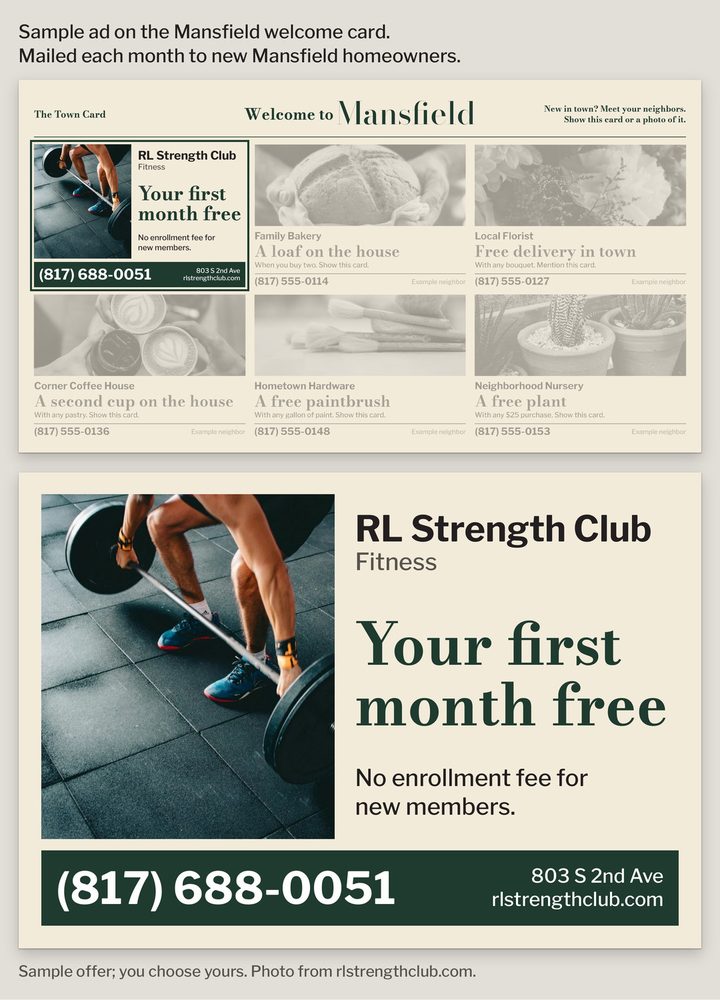 Sample ad on the Mansfield welcome card.
Mailed each month to new Mansfield homeowners.
The Town Card
Welcome to Mansfield
New in town? Meet your neighbors.
Show this card or a photo of it.
RL Strength Club
Fitness
Your first
month free
No enrollment fee for
new members.
(817) 688-0051
803 S 2nd Ave
rlstrengthclub.com
Family Bakery
A loaf on the house
When you buy two. Show this card.
(817) 555-0114
Example neighbor
Local Florist
Free delivery in town
With any bouquet. Mention this card.
(817) 555-0127
Example neighbor
Corner Coffee House
A second cup on the house
With any pastry. Show this card.
(817) 555-0136
Example neighbor
Hometown Hardware
A free paintbrush
With any gallon of paint. Show this card.
(817) 555-0148
Example neighbor
Neighborhood Nursery
A free plant
With any $25 purchase. Show this card.
(817) 555-0153
Example neighbor
RL Strength Club
Fitness
Your first
month free
No enrollment fee for
new members.
(817) 688-0051
803 S 2nd Ave
rlstrengthclub.com
Sample offer; you choose yours. Photo from rlstrengthclub.com.